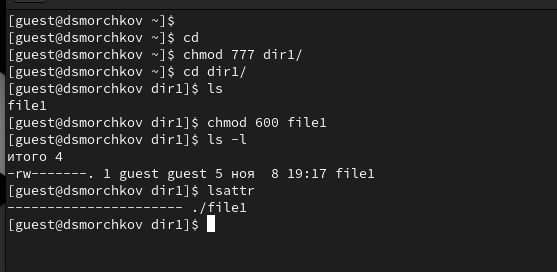 [guest@dsmorchkov ~]$
[guest@dsmorchkov ~]$ cd
[guest@dsmorchkov ~]$ chmod 777 dir1/
[guest@dsmorchkov ~]$ cd dir1/
[guest@dsmorchkov dir1]$ ls
file1
[guest@dsmorchkov dir1]$ chmod 600 file1
[guest@dsmorchkov dir1]$ ls -l
итого 4
-rw-------. 1 guest guest 5 ноя  8 19:17 file1
[guest@dsmorchkov dir1]$ lsattr
---------------------- ./file1
[guest@dsmorchkov dir1]$